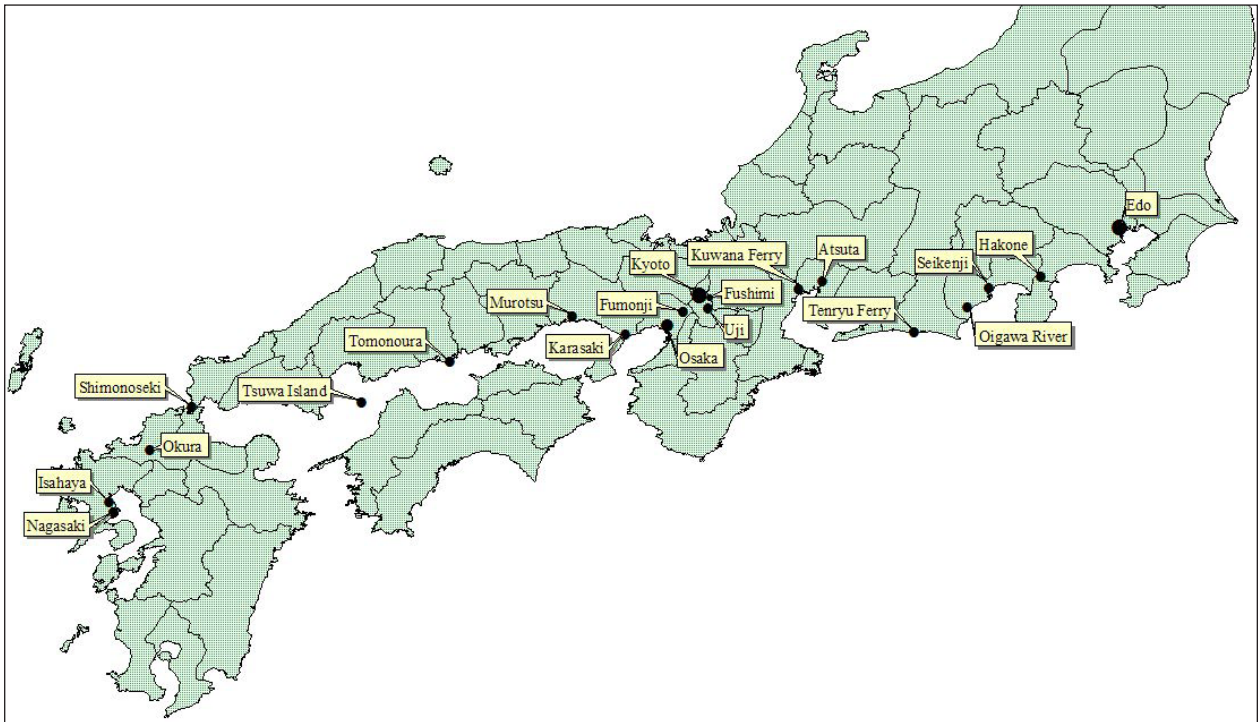 Edo
Hakone
Atsuta
Kuwana Ferry
Seikenji
Kyoto
Fushimi
Murotsu
Fumonji
Tenryu Ferry
Uji
Oigawa River
Tomonoura
Karasaki
Osaka
Shimonoseki
Tsuwa Island
Okura
Isahaya
Nagasaki